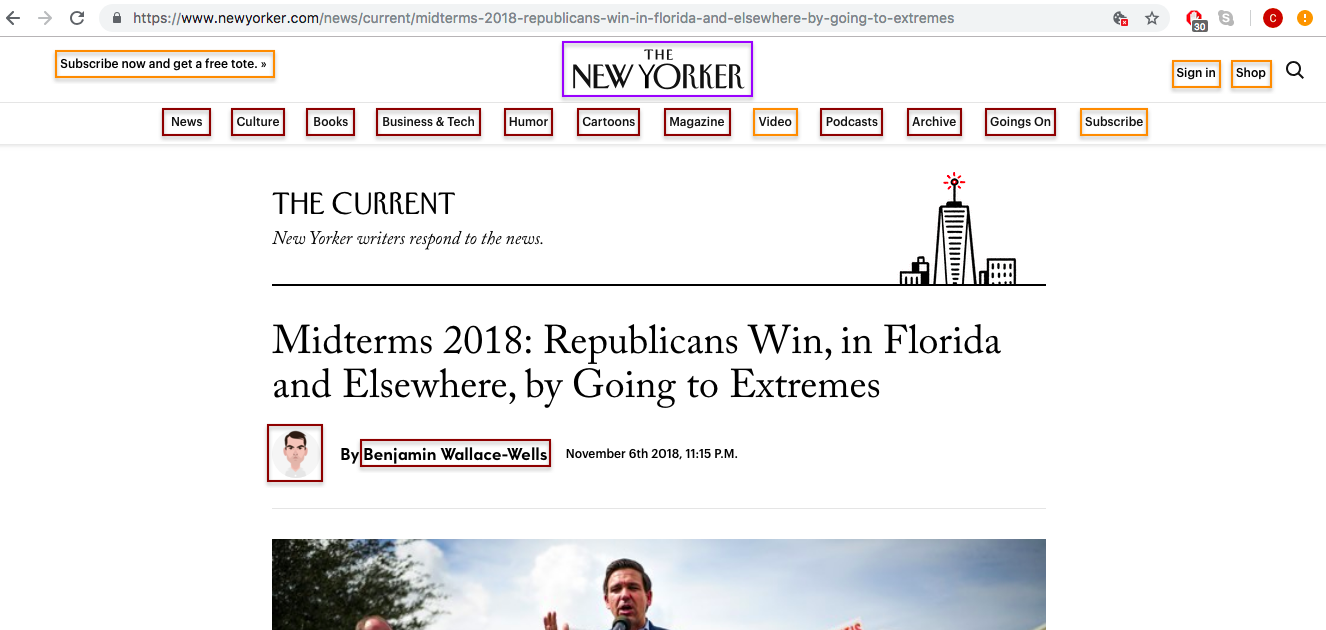 https://www.newyorker.com/news/current/midterms-2018-republicans-win-in-florida-and-elsewhere-by-going-to-extremes
30
C
Subscribe now and get a free tote. »
THE
NEW YORKER
Sign in
Shop
News Culture Books Business & Tech Humor Cartoons Magazine Video Podcasts Archive Goings On Subscribe
THE CURRENT
New Yorker writers respond to the news.
Midterms 2018: Republicans Win, in Florida
and Elsewhere, by Going to Extremes
By Benjamin Wallace-Wells November 6th 2018, 11:15 P.M.